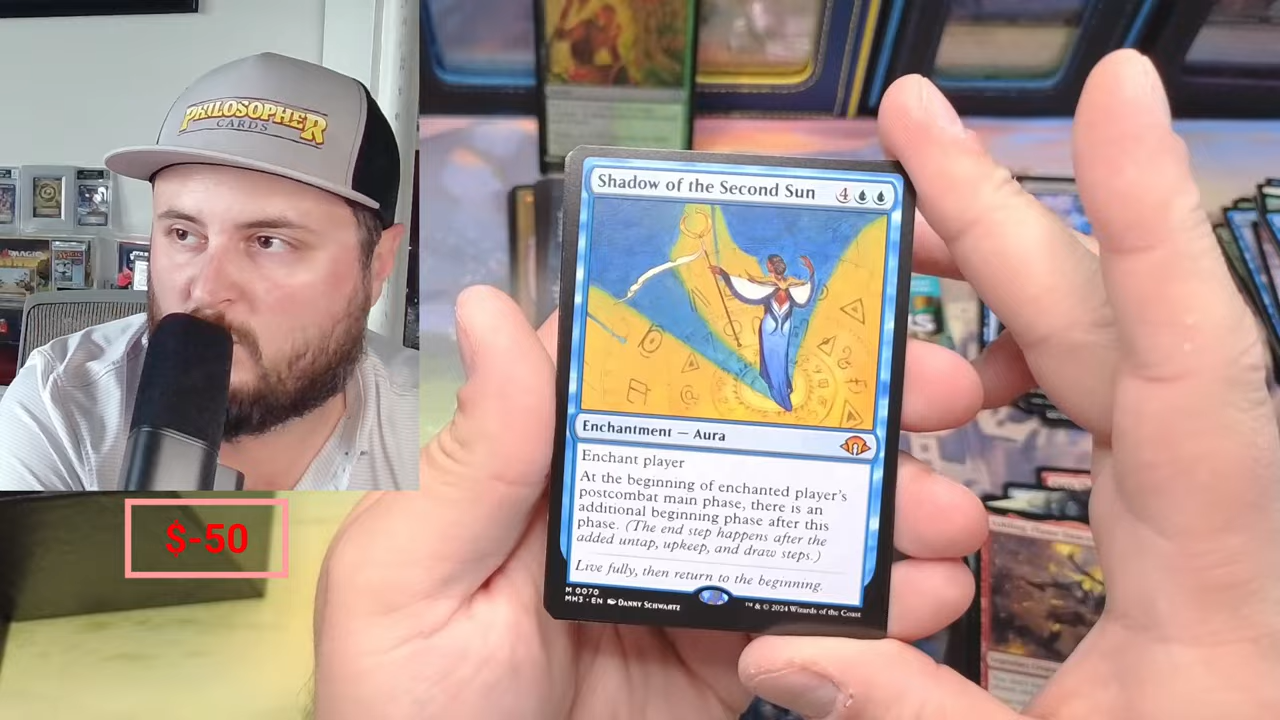 PHILOSOPHER
CARDS
MAGIC
$-50
Shadow of the Second Sun 4
Enchantment — Aura
Enchant player
At the beginning of enchanted player's
postcombat main phase, there is an
additional beginning phase after this
phase. (The end step happens after the
added untap, upkeep, and draw steps.)
Live fully, then return to the beginning.
M 0070
MH3 • EN Danny Schwartz
™ & © 2024 Wizards of the Coast